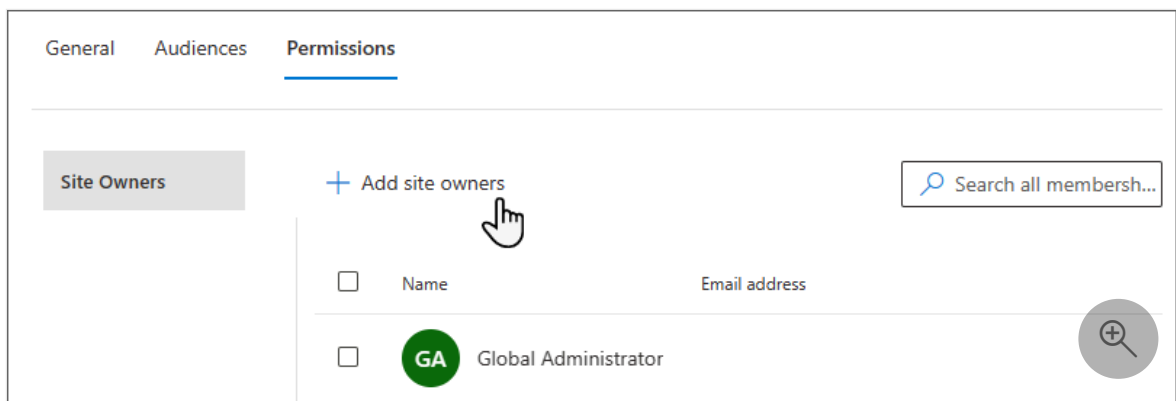 General Audiences Permissions
Site Owners
Add site owners
Search all membersh...
Name Email address
GA Global Administrator